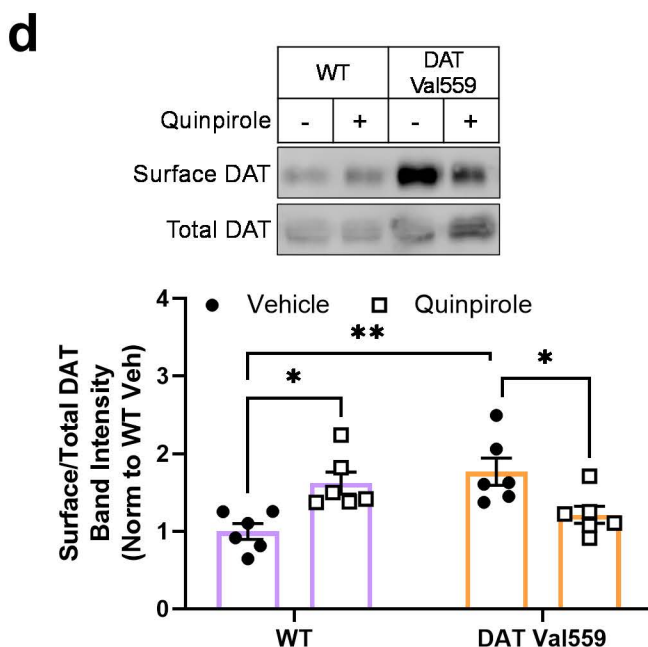 d
WT
DAT
Val559
Quinpirole - + - +
Surface DAT
Total DAT
Surface/Total DAT
Band Intensity
(Norm to WT Veh)
4
3
2
1
0
Vehicle Quinpirole
**
*
*
WT DAT Val559